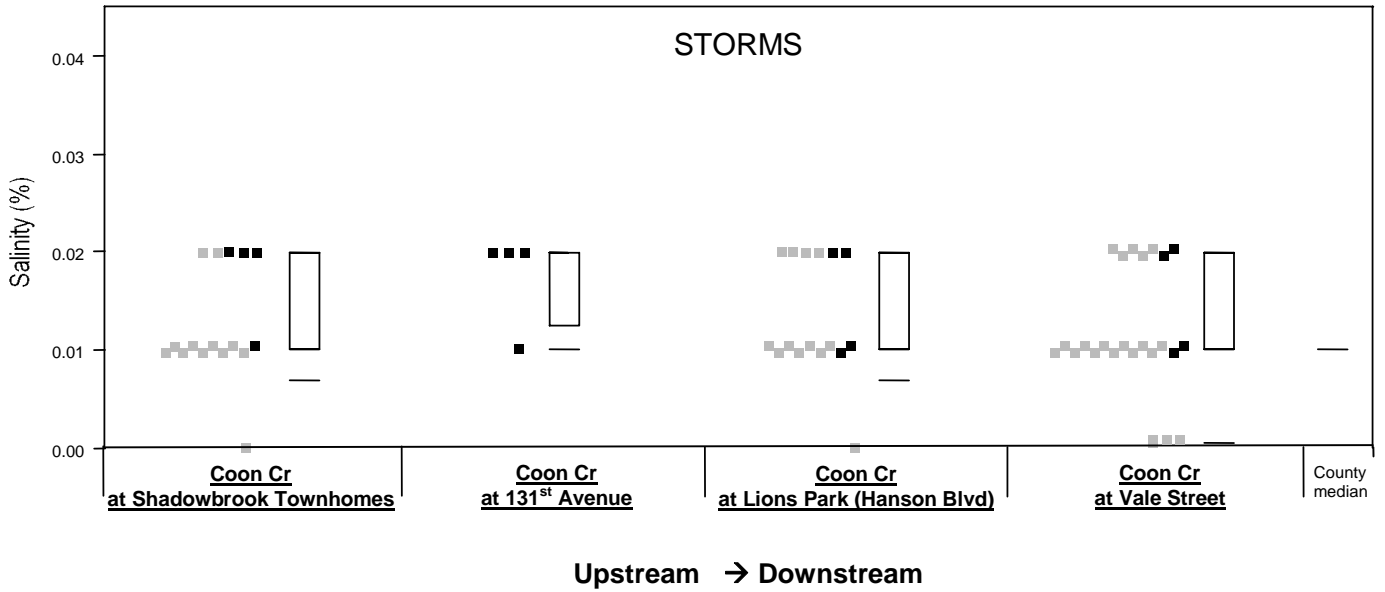 STORMS
0.04
0.03
0.02
0.01
0.00
Salinity (%)
Coon Cr
at Shadowbrook Townhomes
Coon Cr
at 131st Avenue
Coon Cr
at Lions Park (Hanson Blvd)
Coon Cr
at Vale Street
County
median
Upstream → Downstream